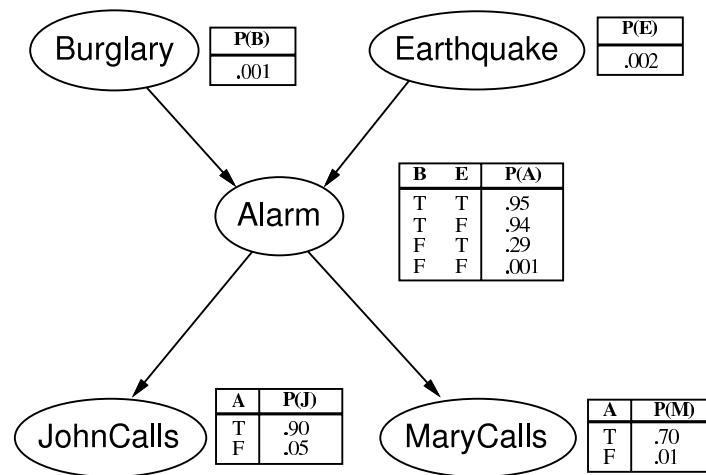 Burglary
P(B)
.001
Earthquake
P(E)
.002
Alarm
B E P(A)
T T .95
T F .94
F T .29
F F .001
JohnCalls
A P(J)
T .90
F .05
MaryCalls
A P(M)
T .70
F .01